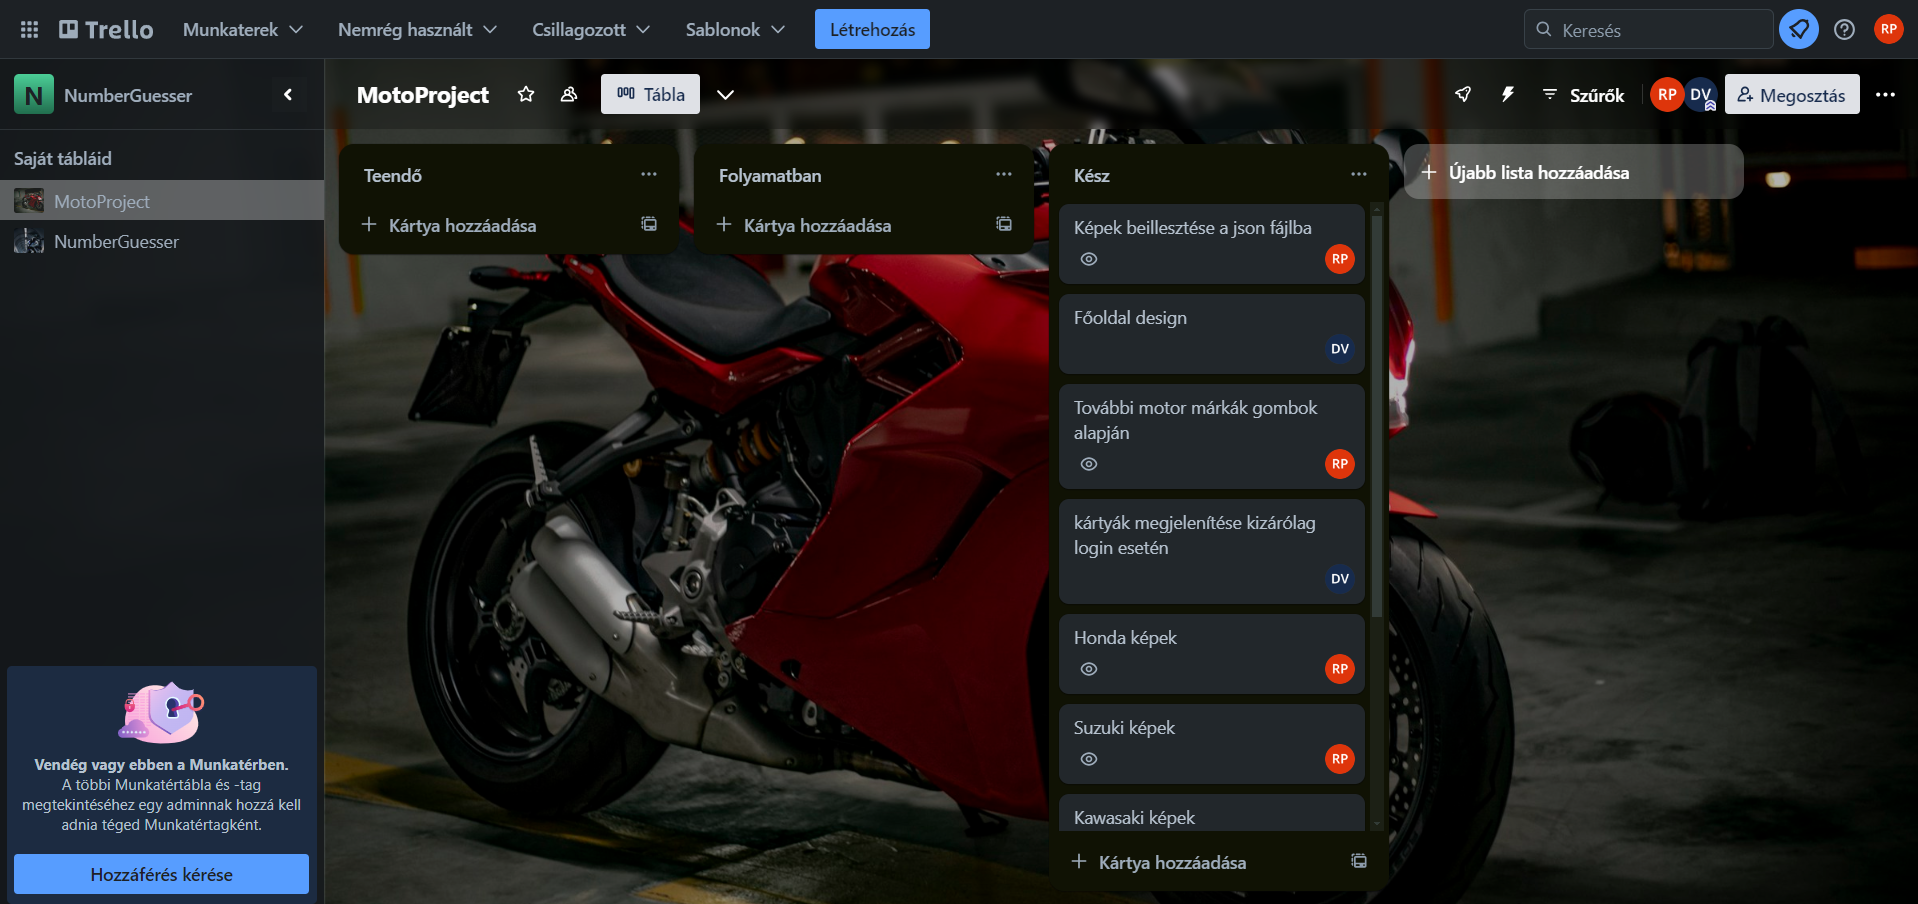 Trello
Munkaterek
Nemrég használt
Csillagozott
Sablonok
Létrehozás
Keresés
RP
N
NumberGuesser
MotoProject
Tábla
Szűrők
RP
DV
Megosztás
Saját tábláid
MotoProject
NumberGuesser
Teendő
Kártya hozzáadása
Folyamatban
Kártya hozzáadása
Kész
Képek beillesztése a json fájlba
RP
Főoldal design
DV
További motor márkák gombok
alapján
RP
kártyák megjelenítése kizárólag
login esetén
DV
Honda képek
RP
Suzuki képek
RP
Kawasaki képek
Kártya hozzáadása
Újabb lista hozzáadása
Vendég vagy ebben a Munkatérben.
A többi Munkatértábla és -tag
megtekintéséhez egy adminnak hozzá kell
adnia téged Munkatértagként.
Hozzáférés kérése